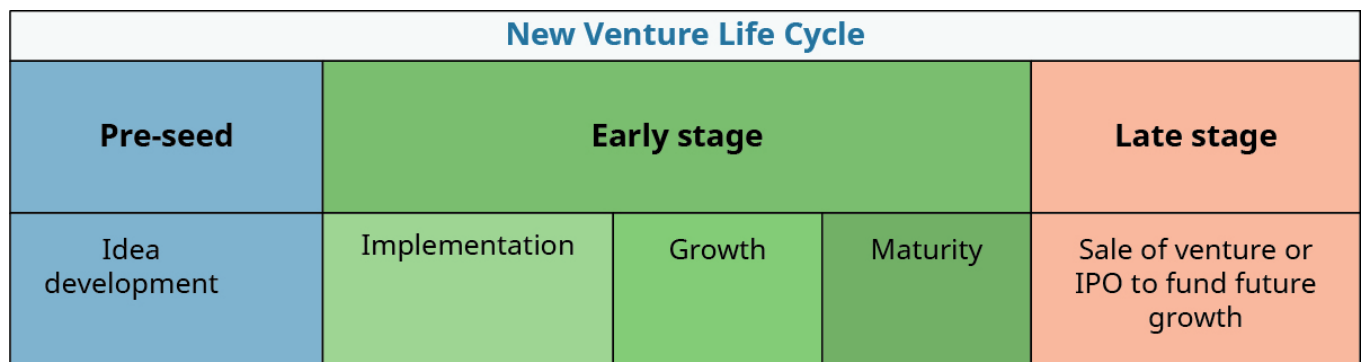 New Venture Life Cycle
Pre-seed
Early stage
Late stage
Idea
development
Implementation
Growth
Maturity
Sale of venture or
IPO to fund future
growth